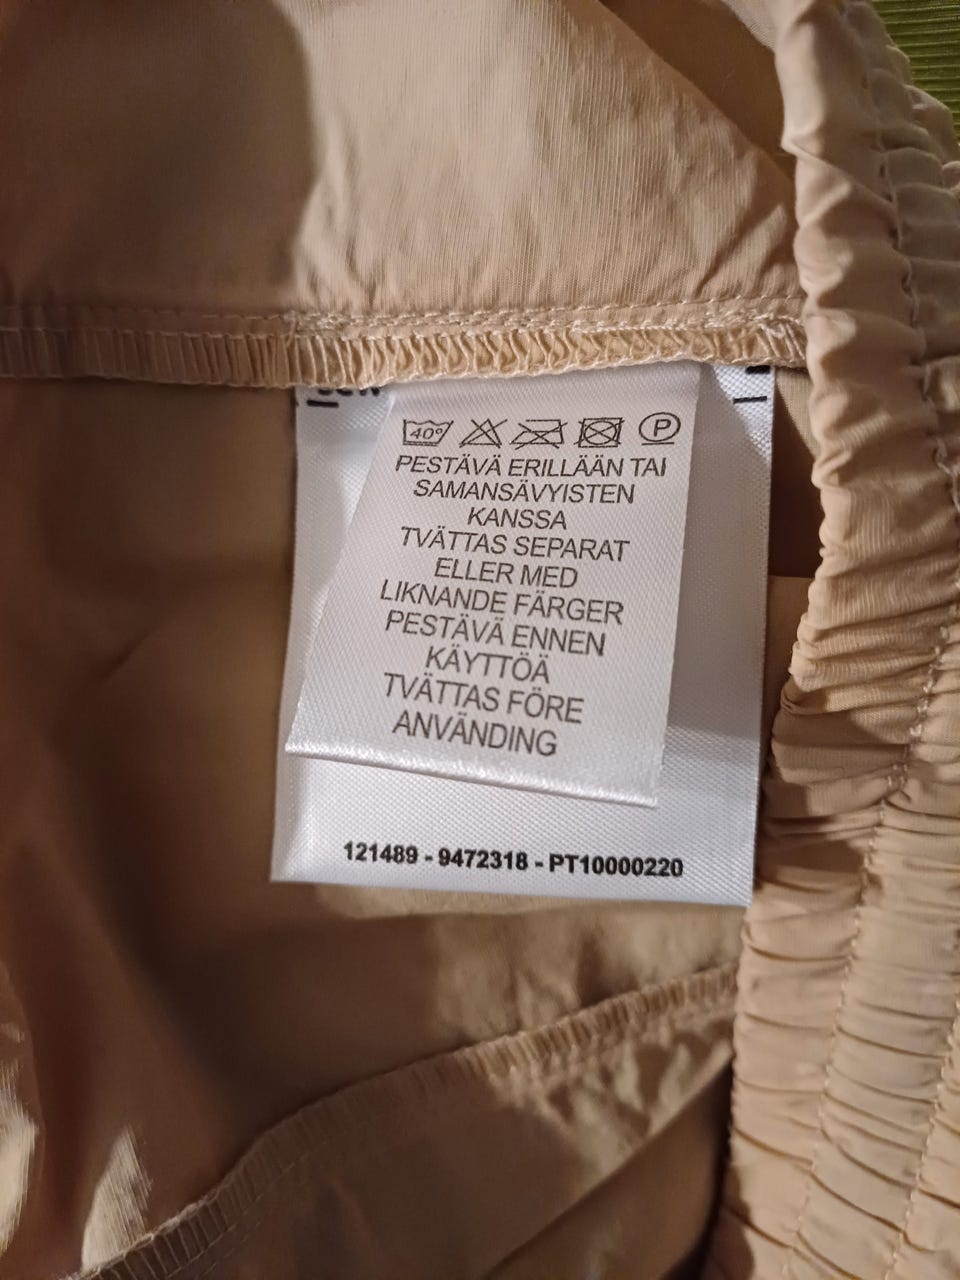 40°
P
PESTÄVÄ ERILLÄÄN TAI
SAMANSÄVYISTEN
KANSSA
TVÄTTAS SEPARAT
ELLER MED
LIKNANDE FÄRGER
PESTÄVÄ ENNEN
KÄYTTÖÄ
TVÄTTAS FÖRE
ANVÄNDING
121489 - 9472318 - PT10000220